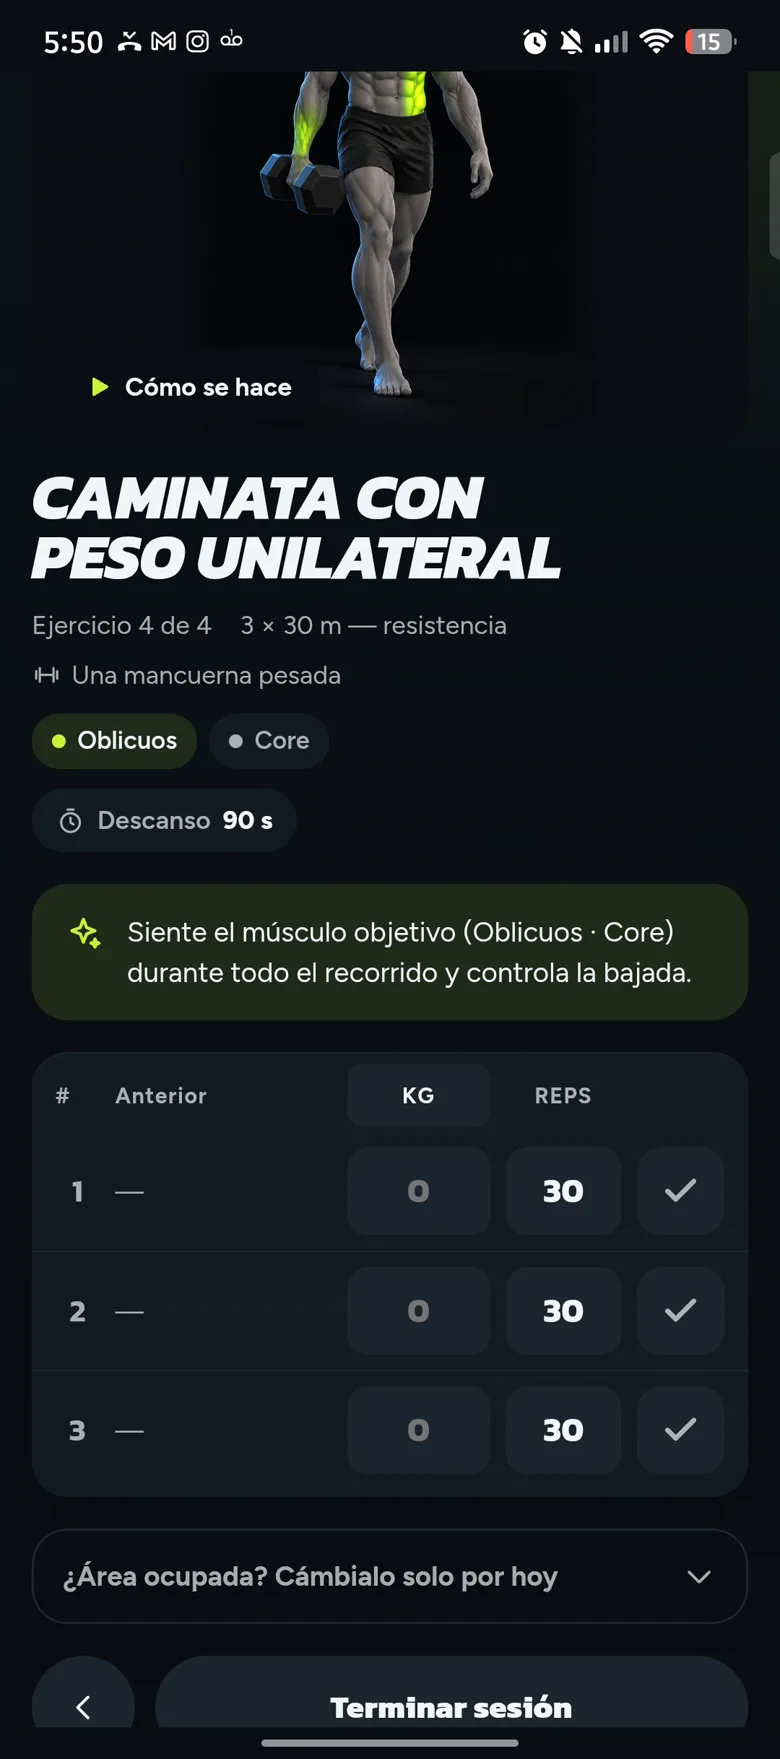 5:50
15
Cómo se hace
CAMINATA CON
PESO UNILATERAL
Ejercicio 4 de 4 3 × 30 m — resistencia
Una mancuerna pesada
Oblicuos Core
Descanso 90 s
Siente el músculo objetivo (Oblicuos · Core)
durante todo el recorrido y controla la bajada.
# Anterior KG REPS
1 — 0 30
2 — 0 30
3 — 0 30
¿Área ocupada? Cámbialo solo por hoy
Terminar sesión